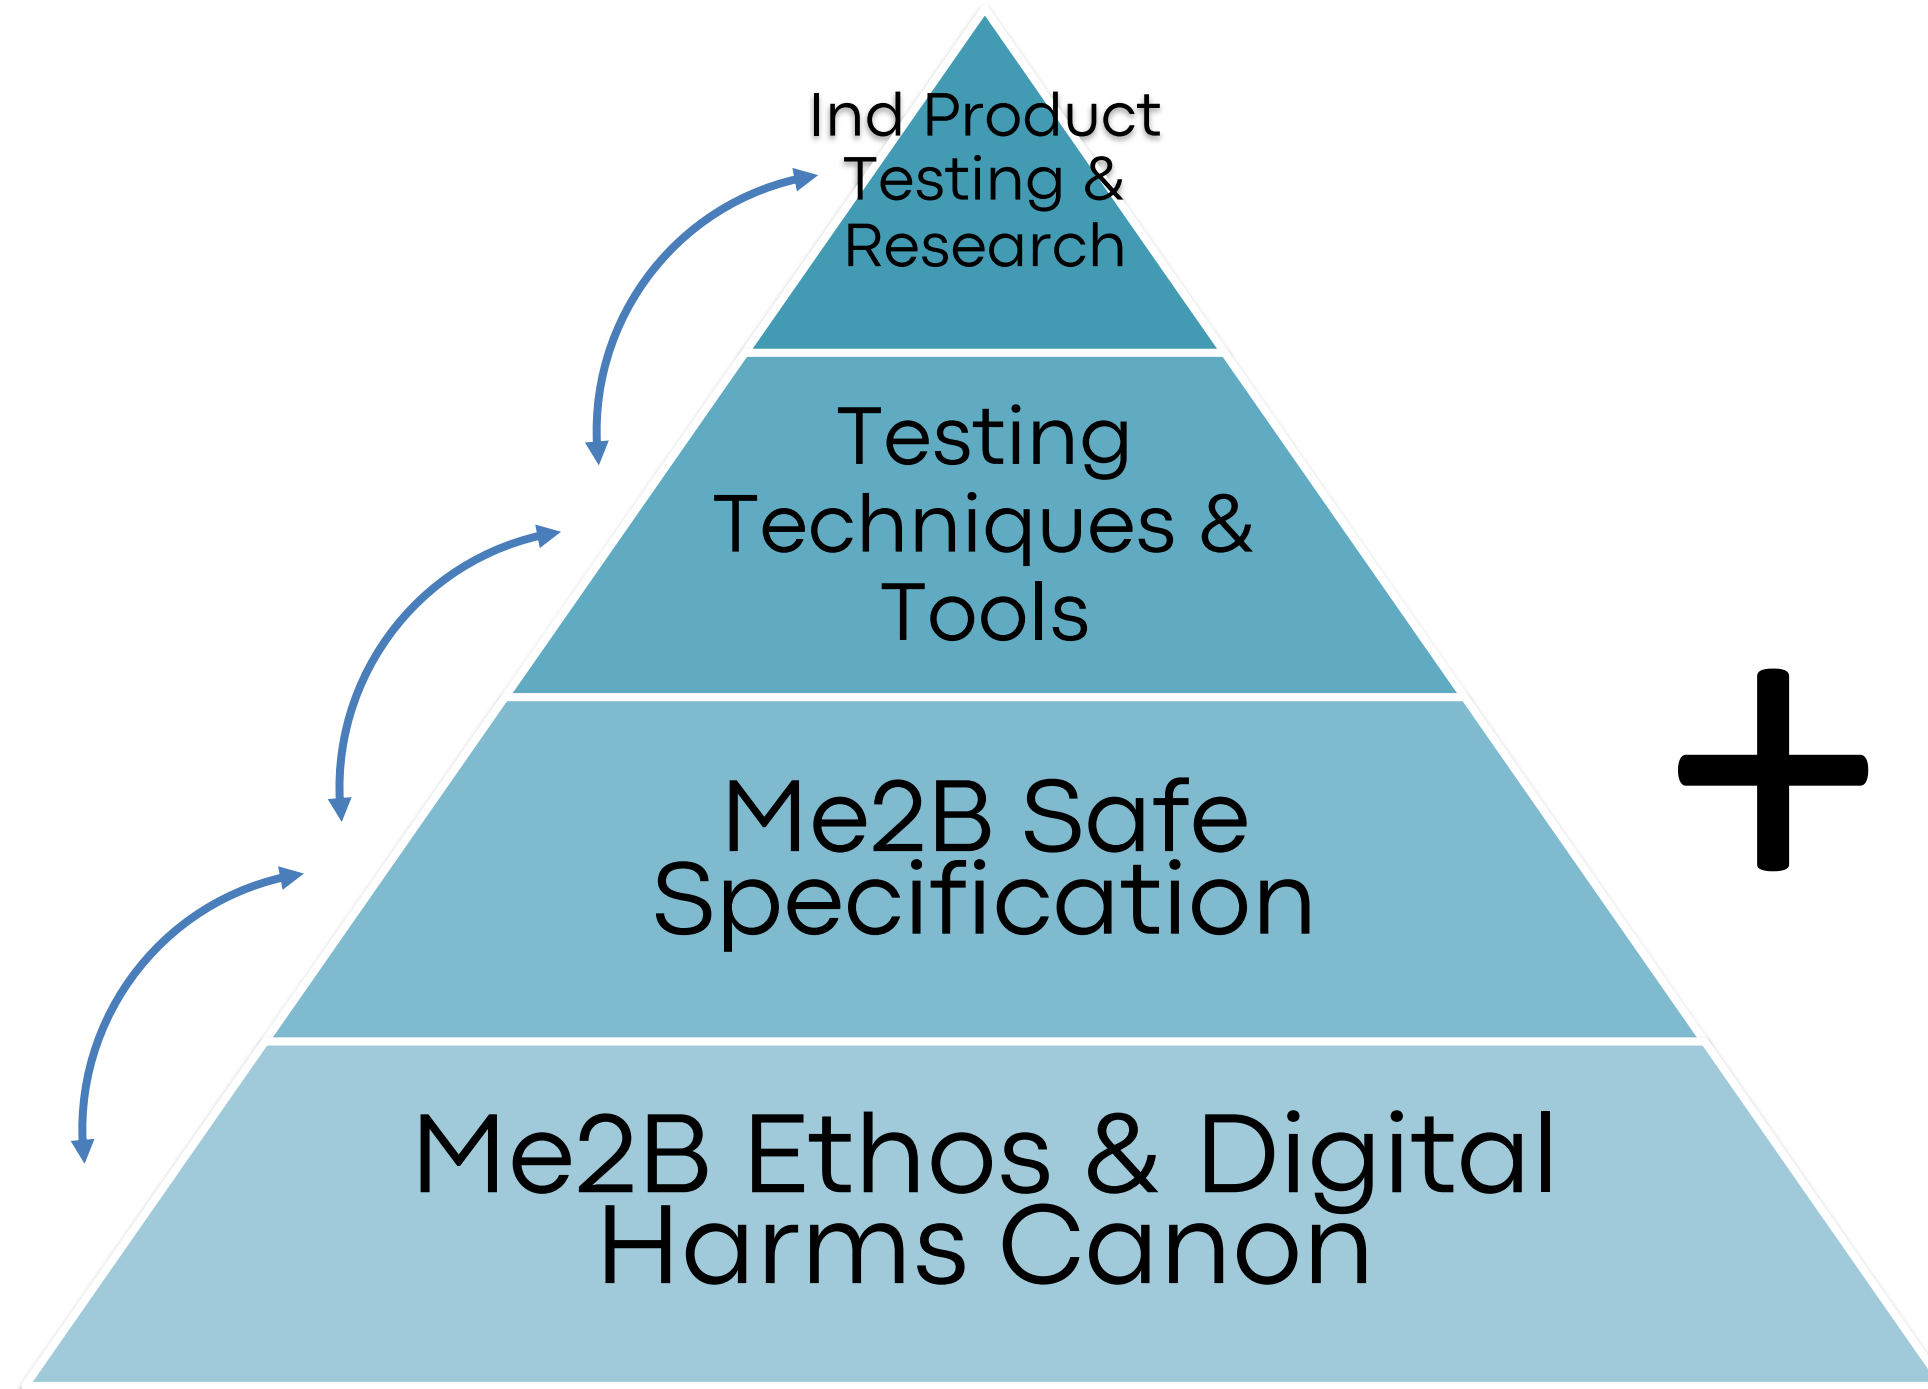 Ind Product
Testing &
Research
Testing
Techniques &
Tools
Me2B Safe
Specification
+
Me2B Ethos & Digital
Harms Canon